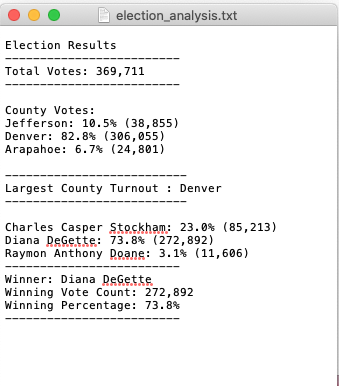 election_analysis.txt
Election Results
-------------------------
Total Votes: 369,711
-------------------------
County Votes:
Jefferson: 10.5% (38,855)
Denver: 82.8% (306,055)
Arapahoe: 6.7% (24,801)
--------------------------
Largest County Turnout : Denver
--------------------------
Charles Casper Stockham: 23.0% (85,213)
Diana DeGette: 73.8% (272,892)
Raymon Anthony Doane: 3.1% (11,606)
-------------------------
Winner: Diana DeGette
Winning Vote Count: 272,892
Winning Percentage: 73.8%
-------------------------